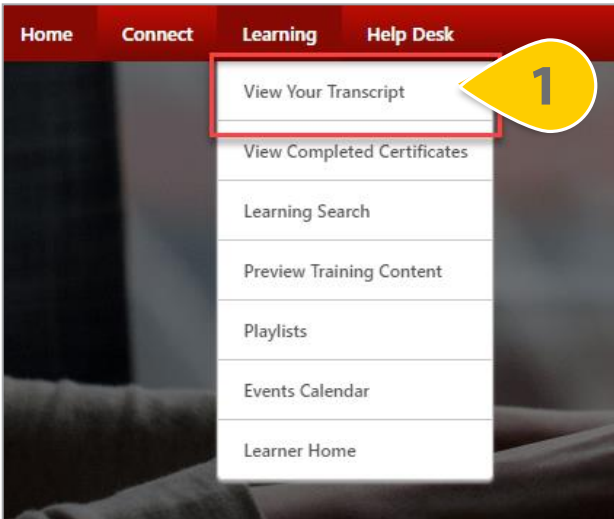 Home Connect Learning Help Desk
View Your Transcript
1
View Completed Certificates
Learning Search
Preview Training Content
Playlists
Events Calendar
Learner Home